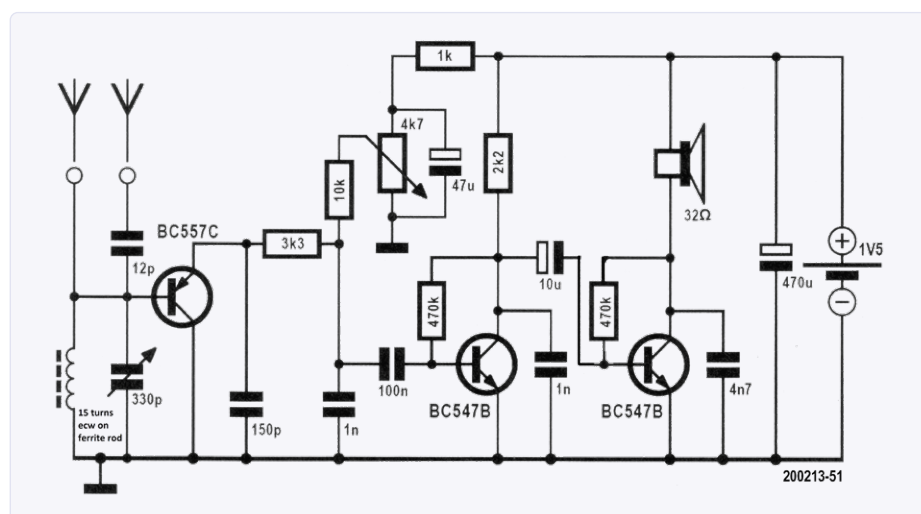 1k
4k7
47u
10k
2k2
32Ω
BC557C
12p
3k3
1V5
470u
10u
470k
470k
330p
100n
BC547B
1n
BC547B
4n7
15 turns
ecw on
ferrite rod
150p
1n
200213-51